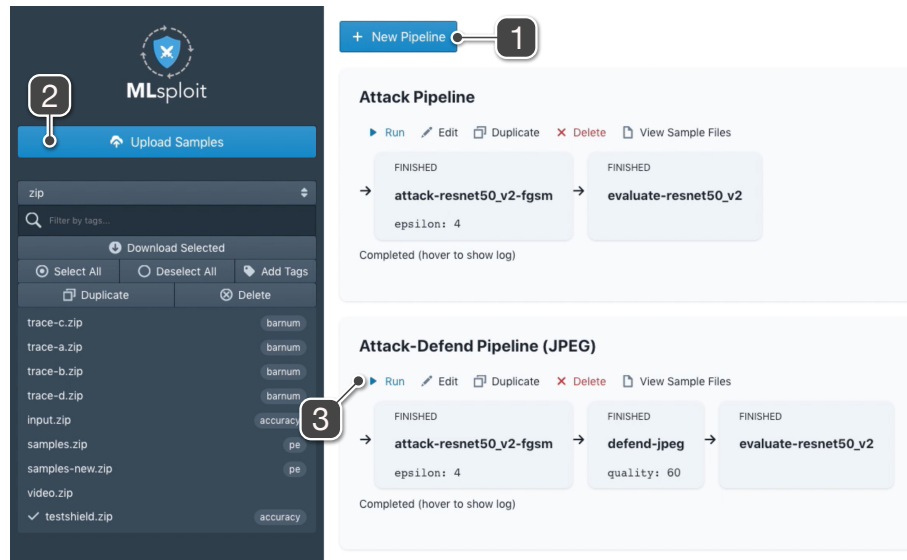 MLsploit
2
Upload Samples
zip
Filter by tags...
Download Selected
Select All Deselect All Add Tags
Duplicate Delete
trace-c.zip barnum
trace-a.zip barnum
trace-b.zip barnum
trace-d.zip barnum
input.zip accuracy
samples.zip pe
samples-new.zip pe
video.zip
testshield.zip accuracy
+ New Pipeline 1
Attack Pipeline
Run Edit Duplicate Delete View Sample Files
FINISHED FINISHED
attack-resnet50_v2-fgsm evaluate-resnet50_v2
epsilon: 4
Completed (hover to show log)
Attack-Defend Pipeline (JPEG)
Run Edit Duplicate Delete View Sample Files
3
FINISHED FINISHED FINISHED
attack-resnet50_v2-fgsm defend-jpeg evaluate-resnet50_v2
epsilon: 4 quality: 60
Completed (hover to show log)